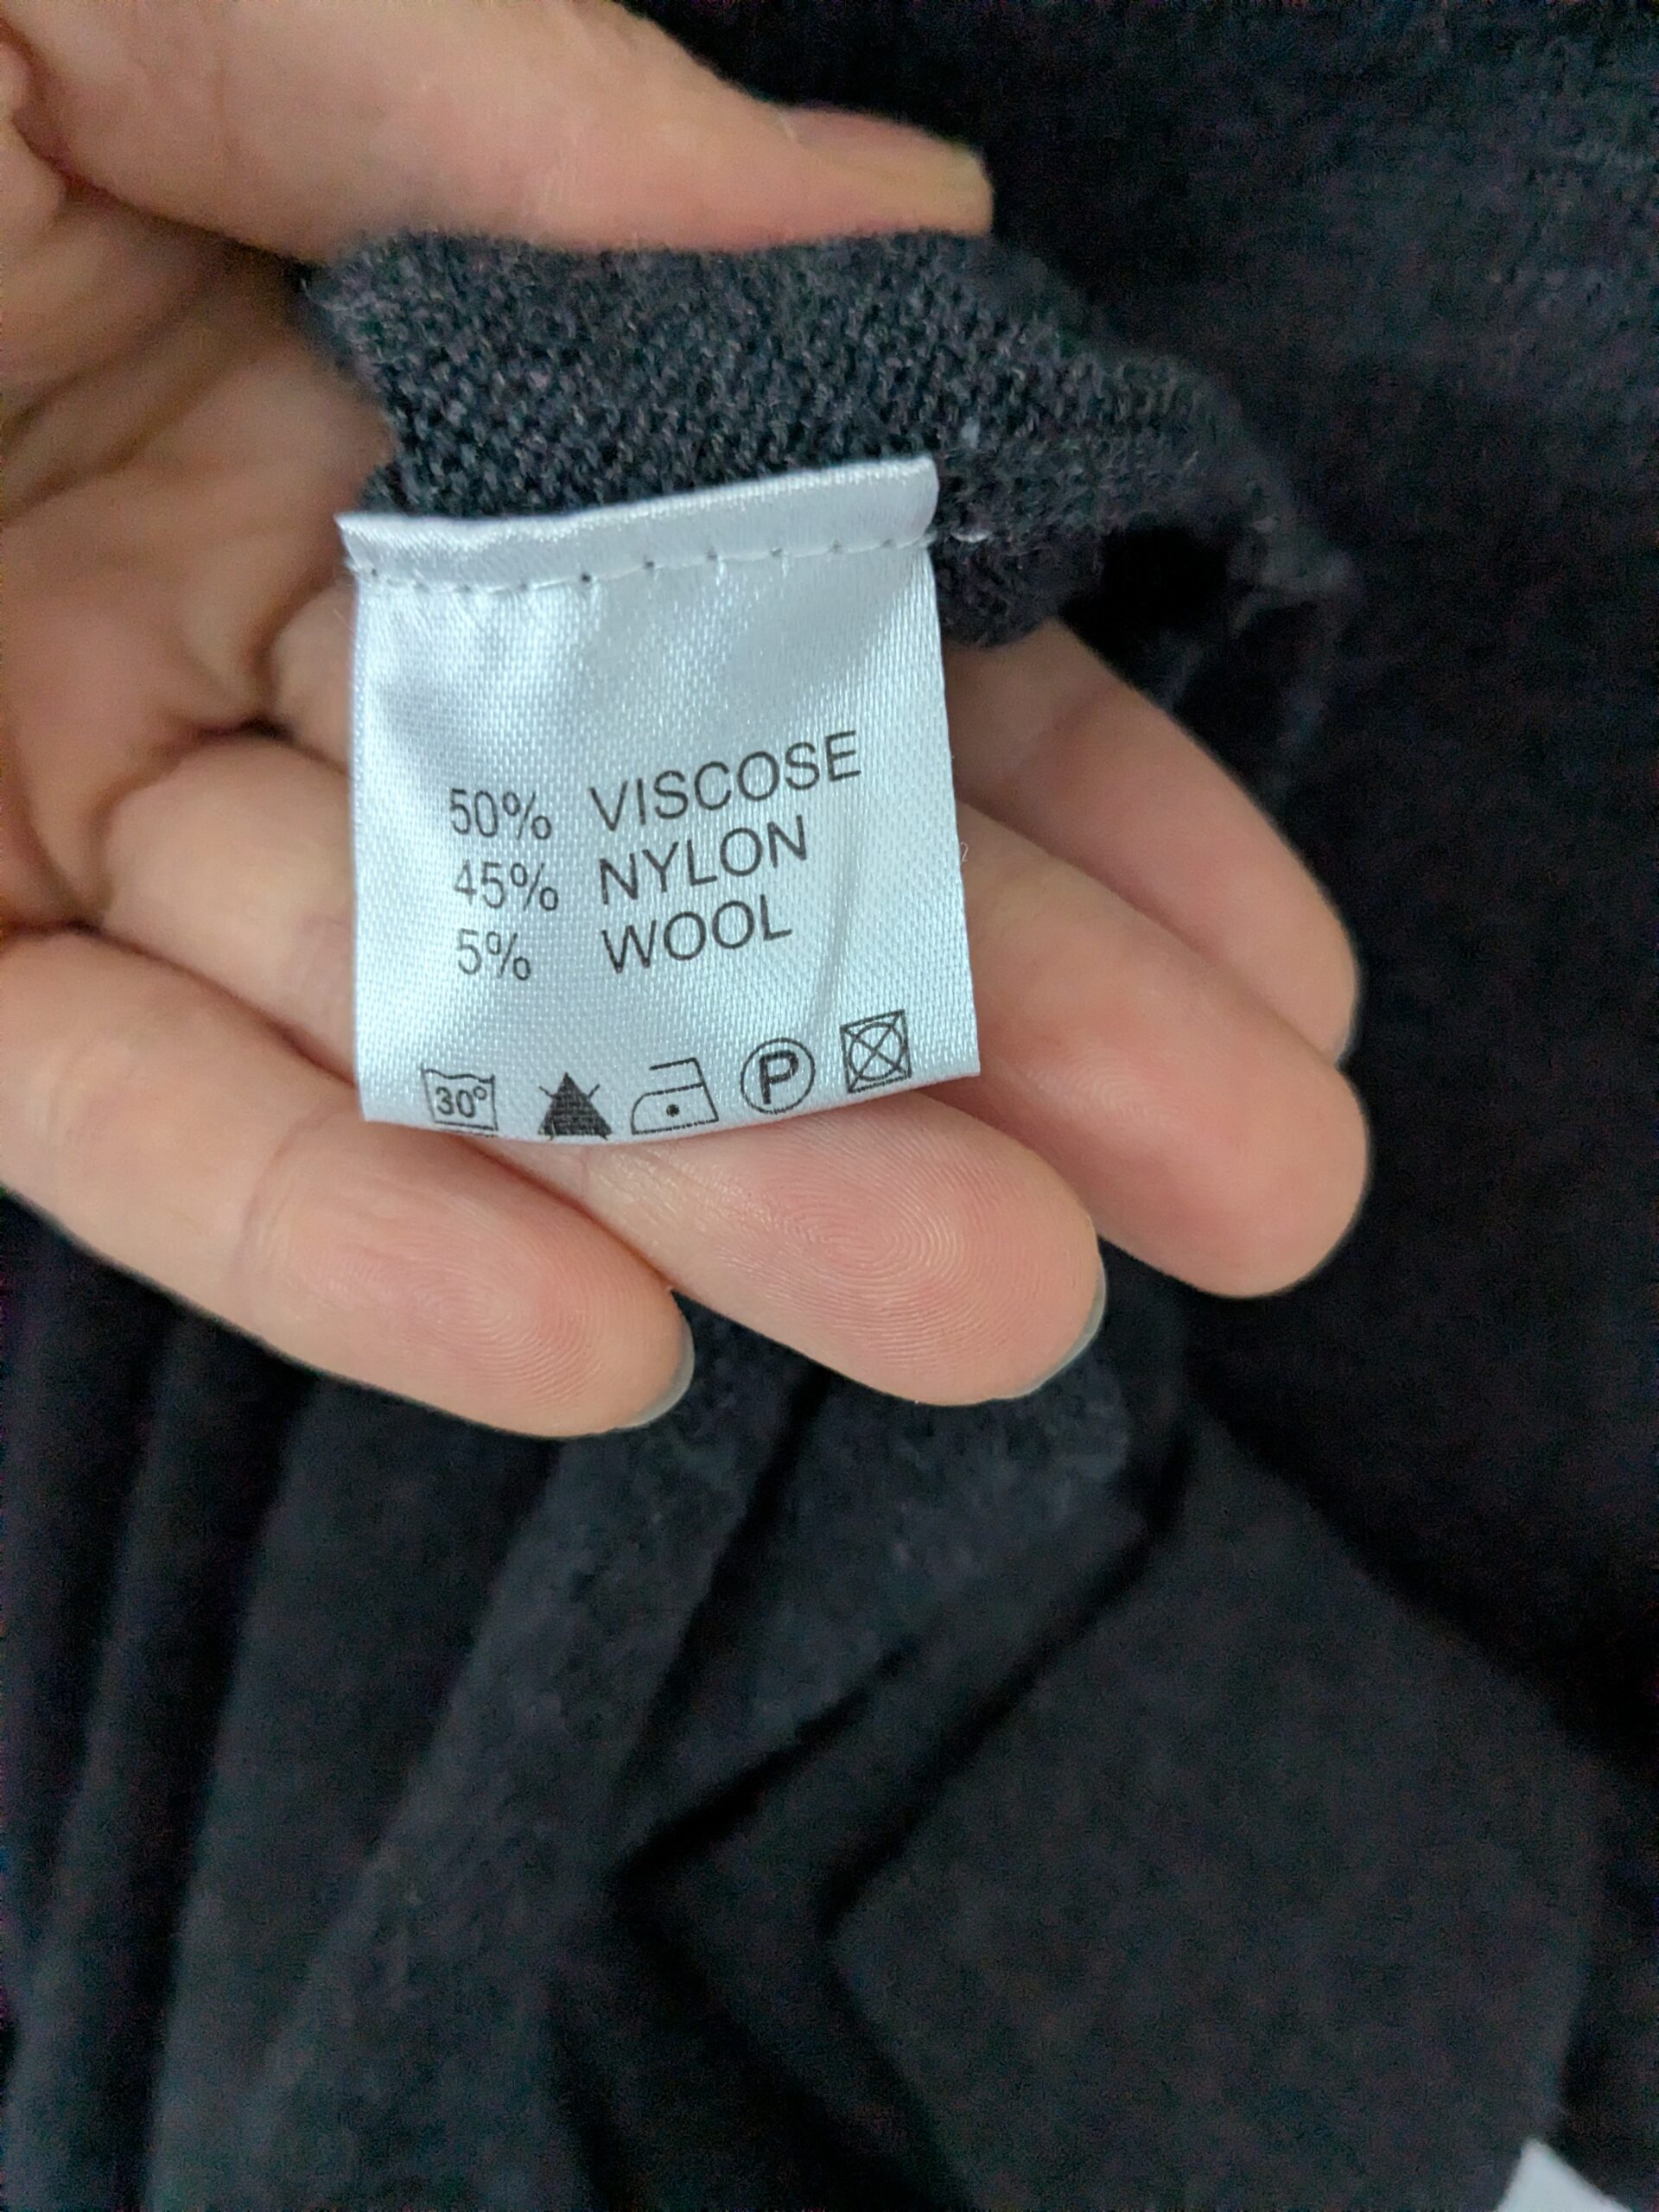 50% VISCOSE
45% NYLON
5% WOOL
30° P